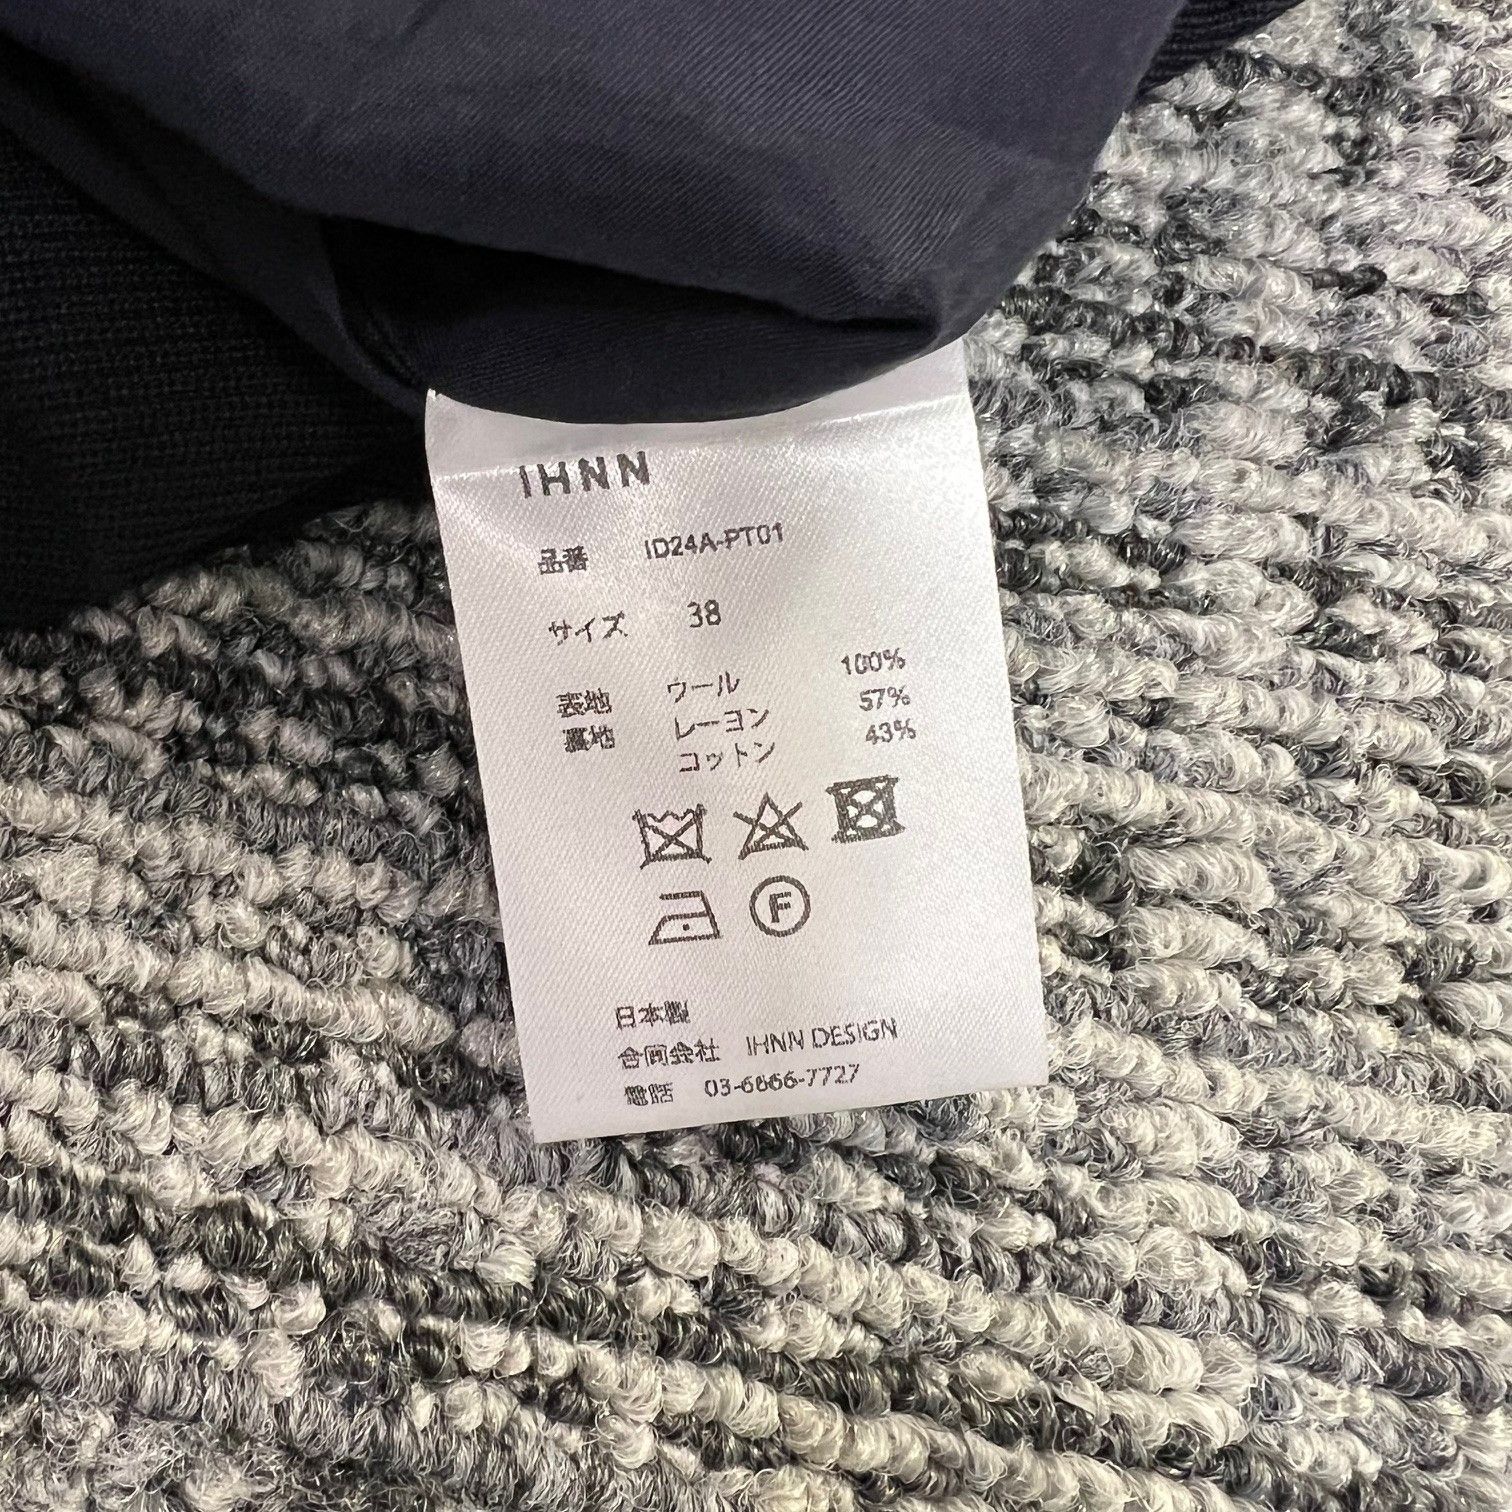 IHNN
品番 ID24A-PT01
サイズ 38
表地 ウール 100%
裏地 レーヨン 57%
コットン 43%
F
日本製
合同会社 IHNN DESIGN
電話 03-6666-7727